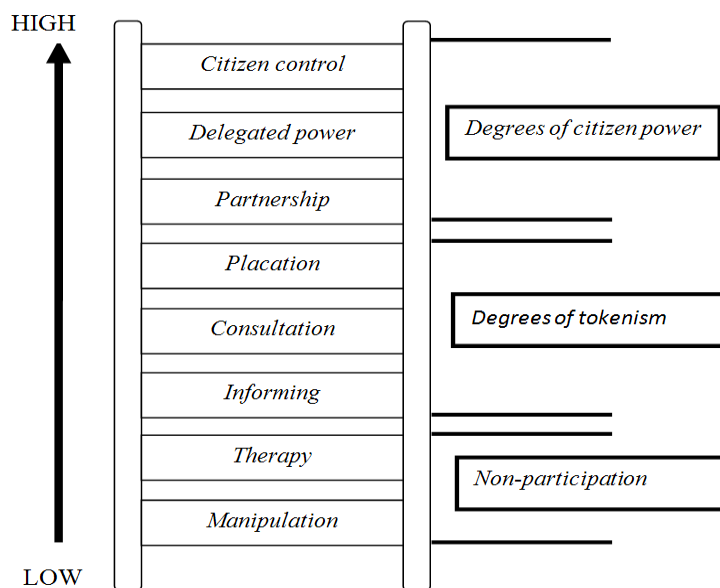 HIGH
Citizen control
Delegated power
Degrees of citizen power
Partnership
Placation
Consultation
Degrees of tokenism
Informing
Therapy
Non-participation
Manipulation
LOW